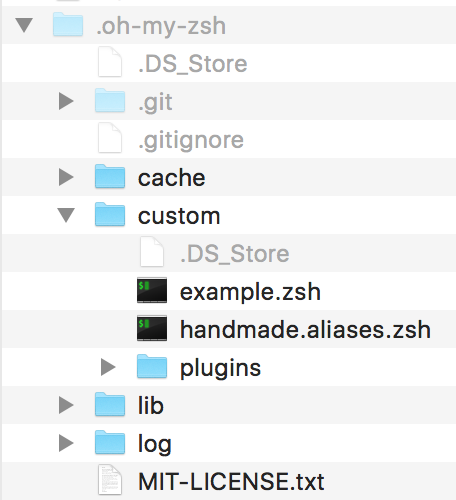 .oh-my-zsh
.DS_Store
.git
.gitignore
cache
custom
.DS_Store
example.zsh
handmade.aliases.zsh
plugins
lib
log
MIT-LICENSE.txt